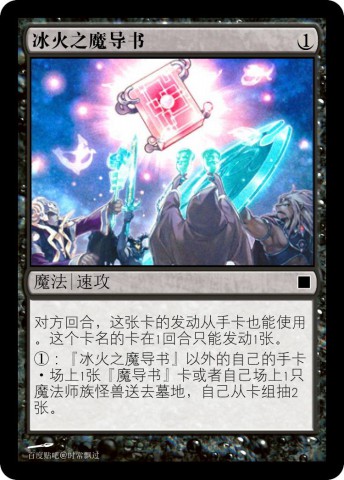 冰火之魔导书 1
魔法|速攻
对方回合，这张卡的发动从手卡也能使用
。这个卡名的卡在1回合只能发动1张。
①：『冰火之魔导书』以外的自己的手卡
·场上1张『魔导书』卡或者自己场上1只
魔法师族怪兽送去墓地，自己从卡组抽2
张。
百度贴吧@时常飘过